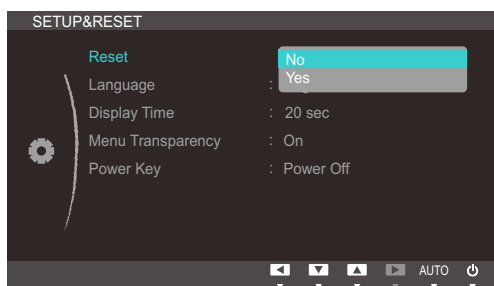 SETUP&RESET
Reset
No
Yes
Language :
Display Time : 20 sec
Menu Transparency : On
Power Key : Power Off
AUTO